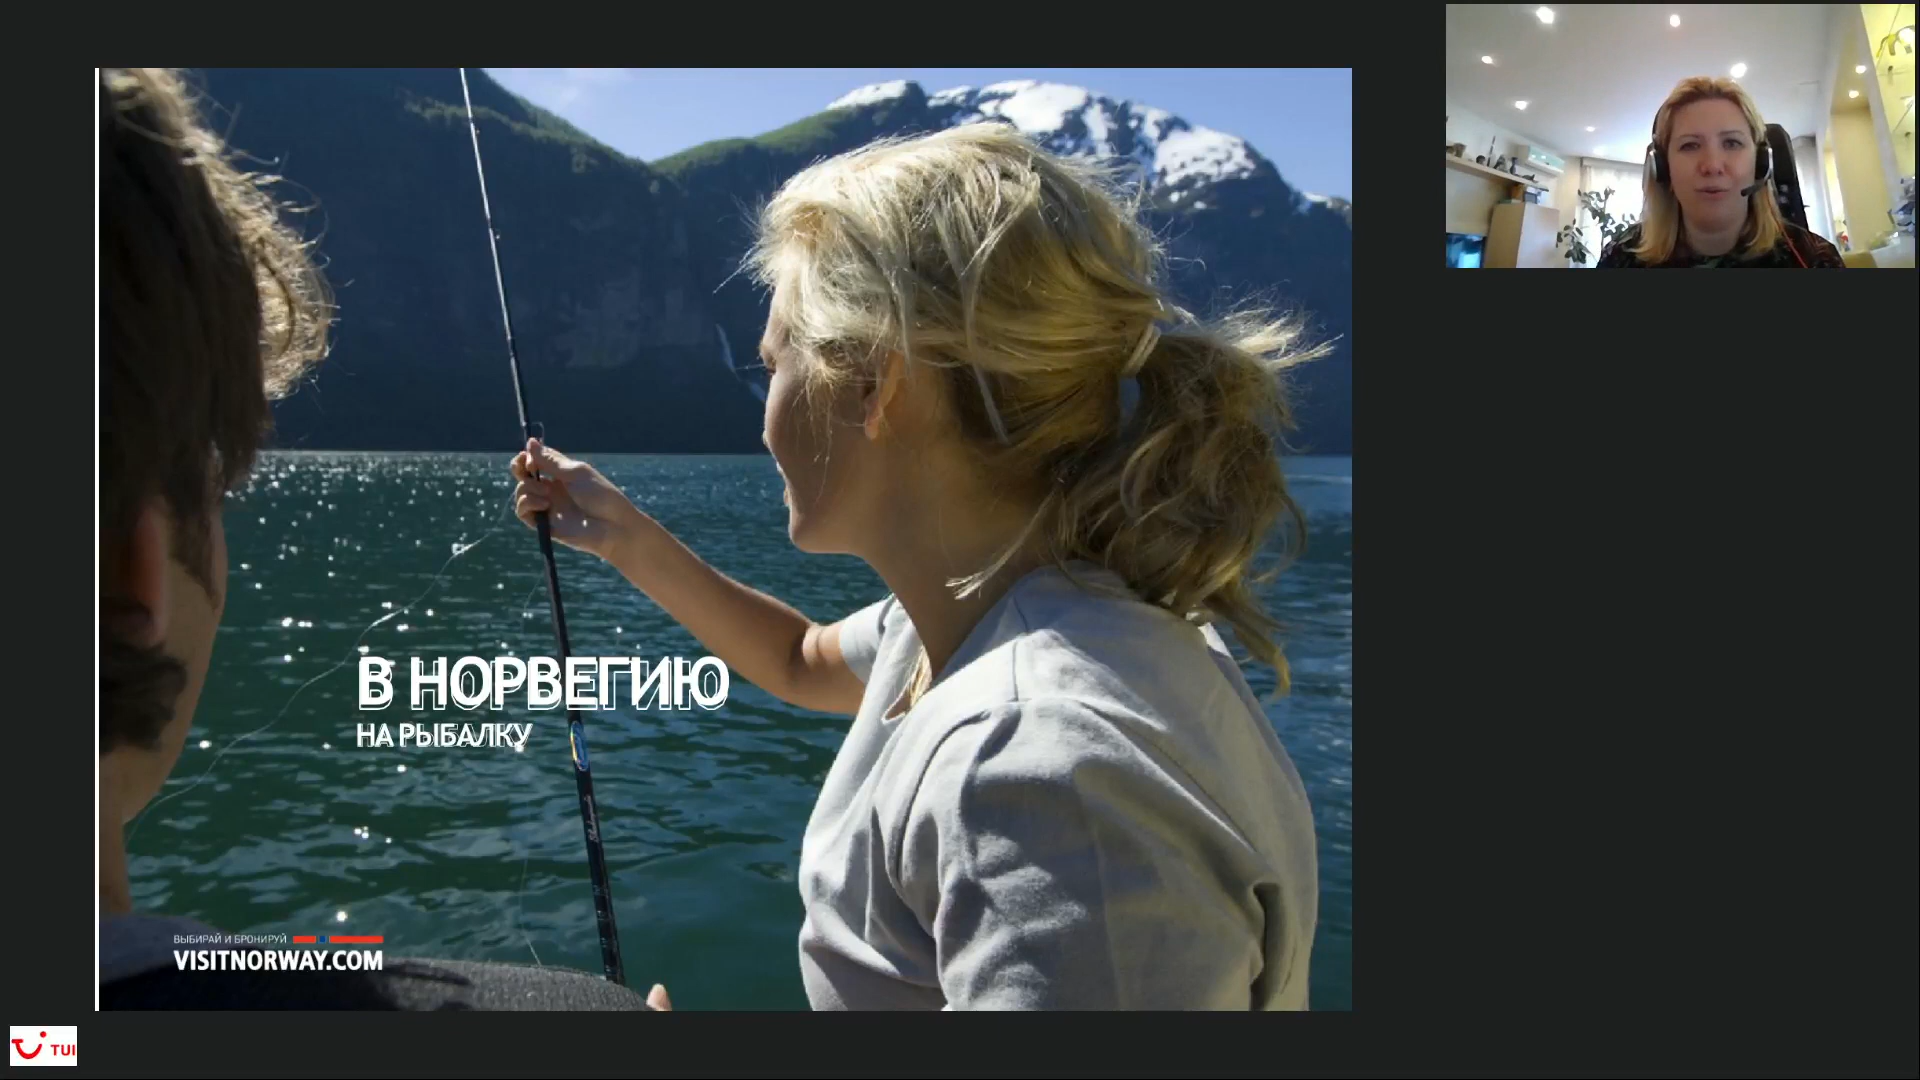 В НОРВЕГИЮ
НА РЫБАЛКУ
ВЫБИРАЙ И БРОНИРУЙ
VISITNORWAY.COM
TUI